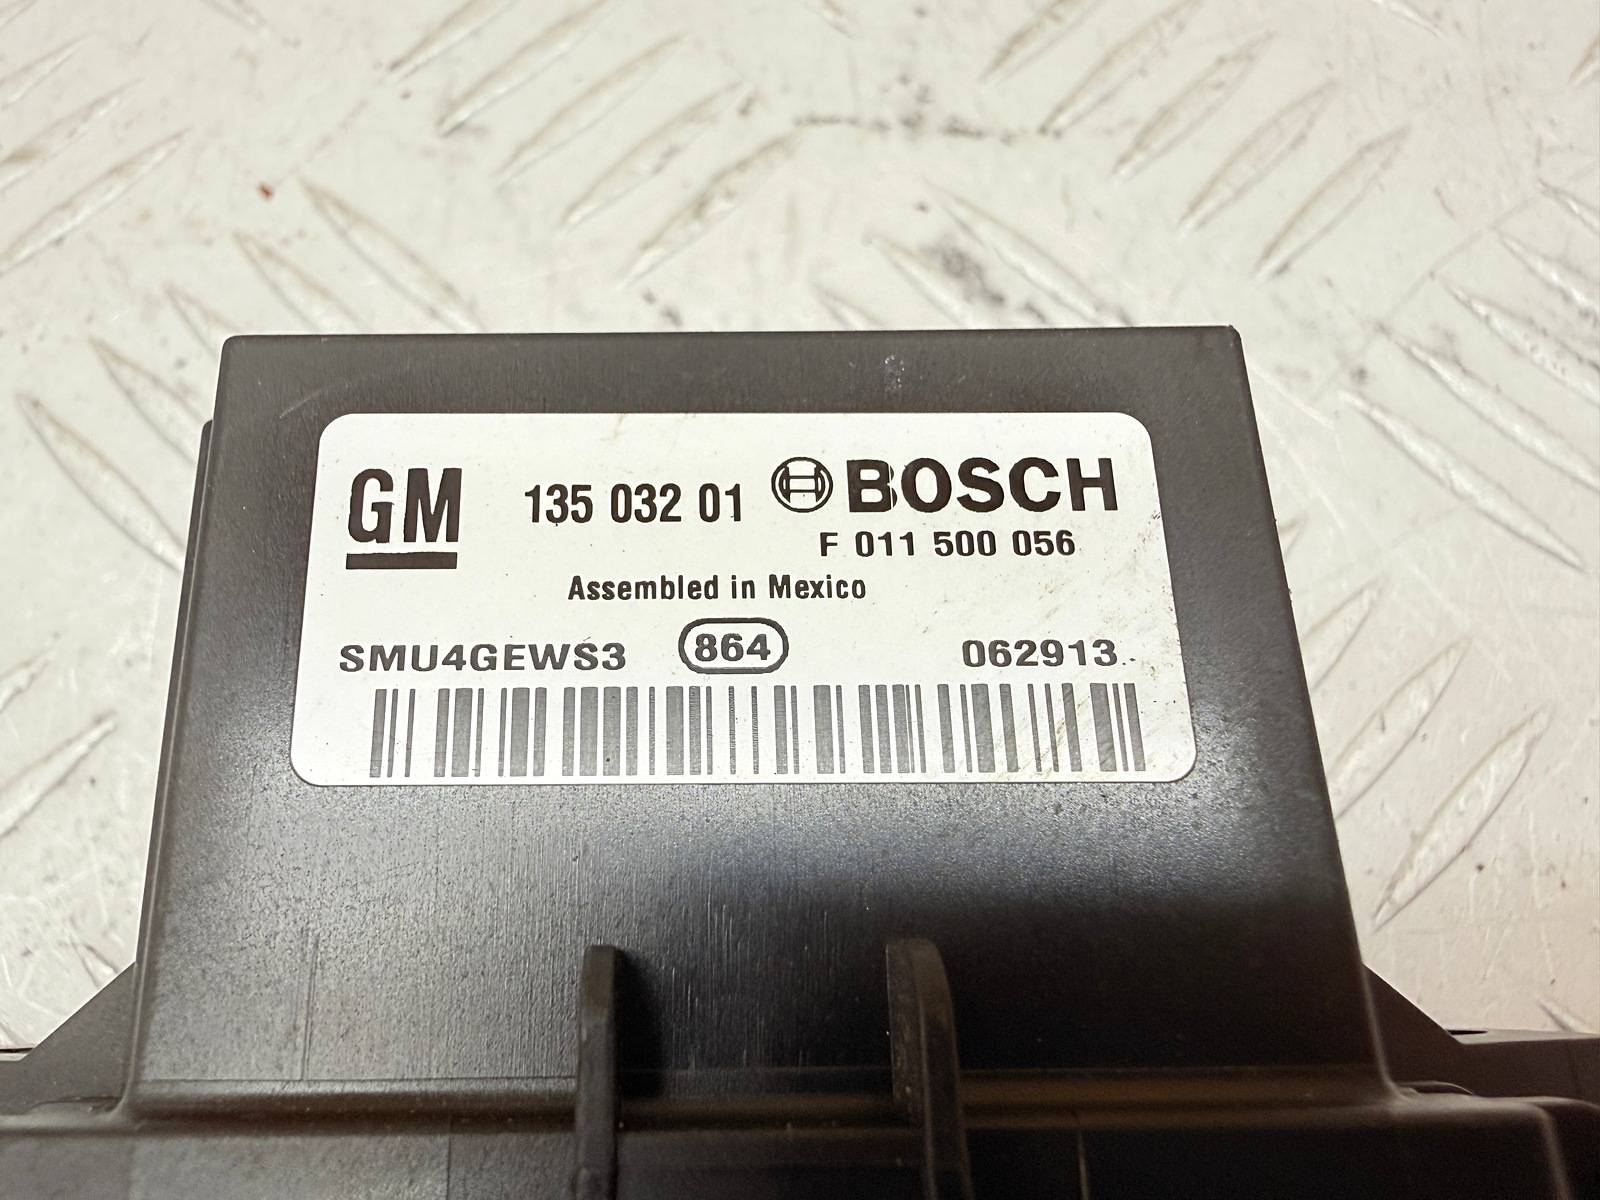 GM 135 032 01 BOSCH
F 011 500 056
Assembled in Mexico
SMU4GEWS3 864 062913